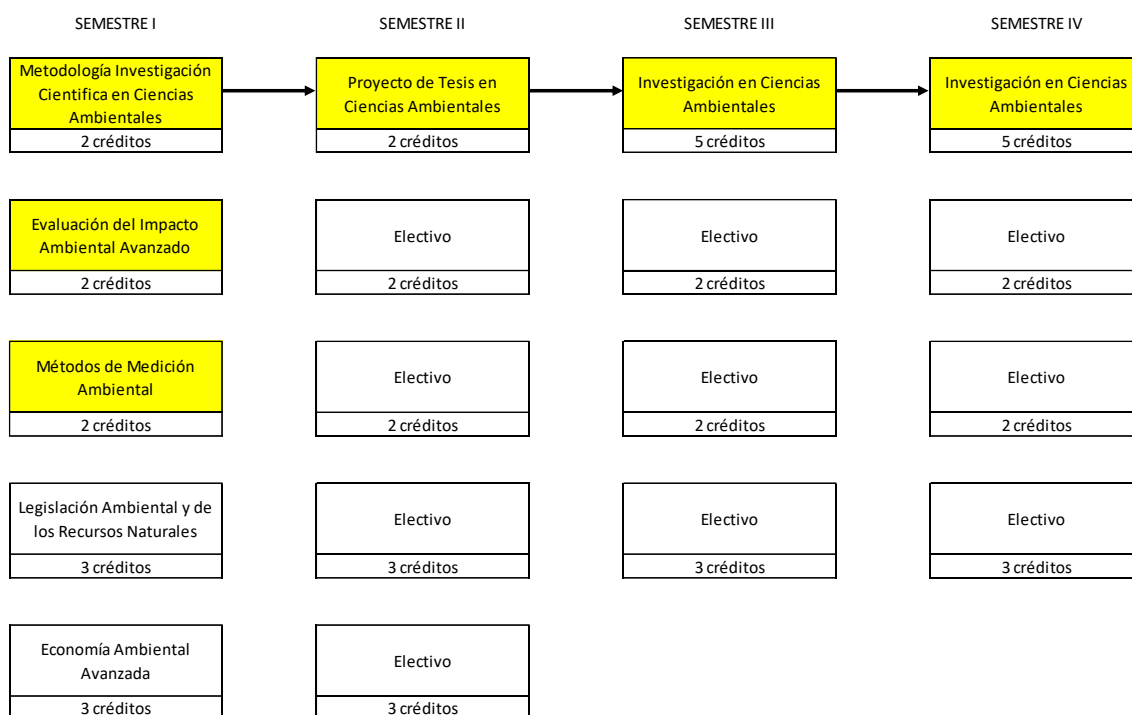 SEMESTRE I
SEMESTRE II
SEMESTRE III
SEMESTRE IV
Metodología Investigación
Cientifica en Ciencias
Ambientales
2 créditos
Proyecto de Tesis en
Ciencias Ambientales
2 créditos
Investigación en Ciencias
Ambientales
5 créditos
Investigación en Ciencias
Ambientales
5 créditos
Evaluación del Impacto
Ambiental Avanzado
2 créditos
Electivo
2 créditos
Electivo
2 créditos
Electivo
2 créditos
Métodos de Medición
Ambiental
2 créditos
Electivo
2 créditos
Electivo
2 créditos
Electivo
2 créditos
Legislación Ambiental y de
los Recursos Naturales
3 créditos
Electivo
3 créditos
Electivo
3 créditos
Electivo
3 créditos
Economía Ambiental
Avanzada
3 créditos
Electivo
3 créditos